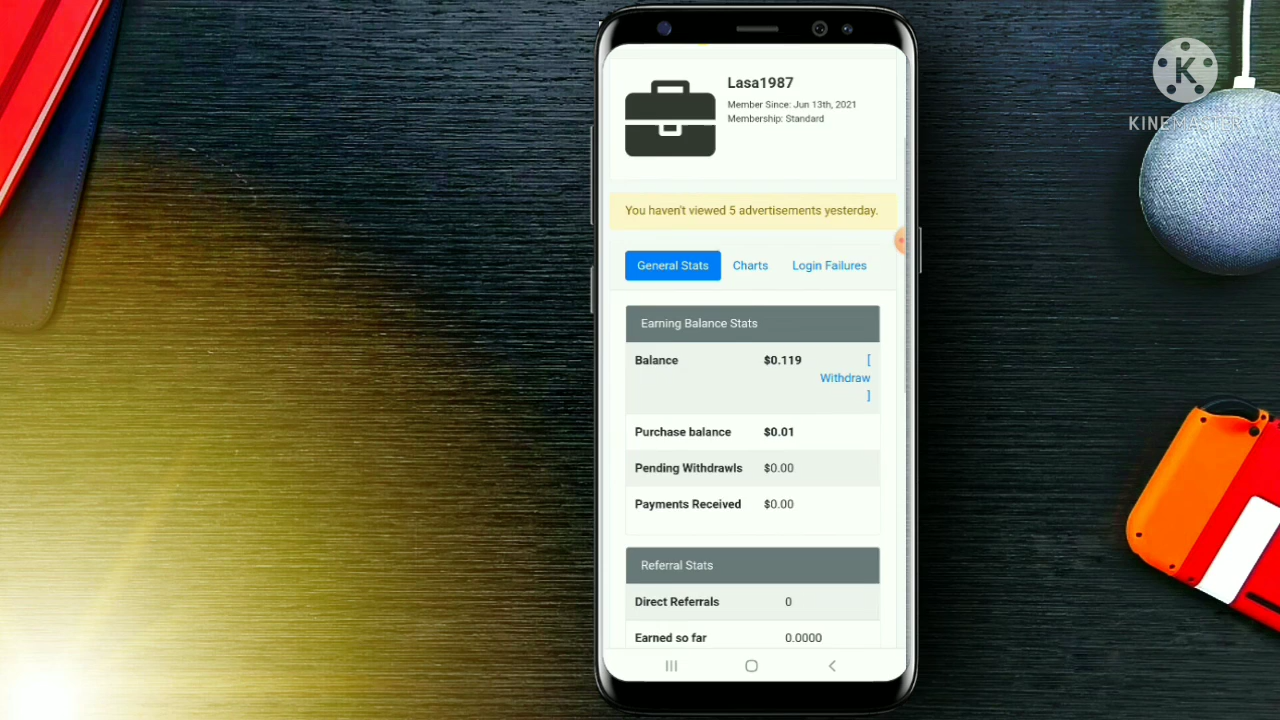 Lasa1987
Member Since: Jun 13th, 2021
Membership: Standard
K
KINEMASTER
You haven't viewed 5 advertisements yesterday.
General Stats Charts Login Failures
Earning Balance Stats
Balance $0.119 [
Withdraw
]
Purchase balance $0.01
Pending Withdrawls $0.00
Payments Received $0.00
Referral Stats
Direct Referrals 0
Earned so far 0.0000